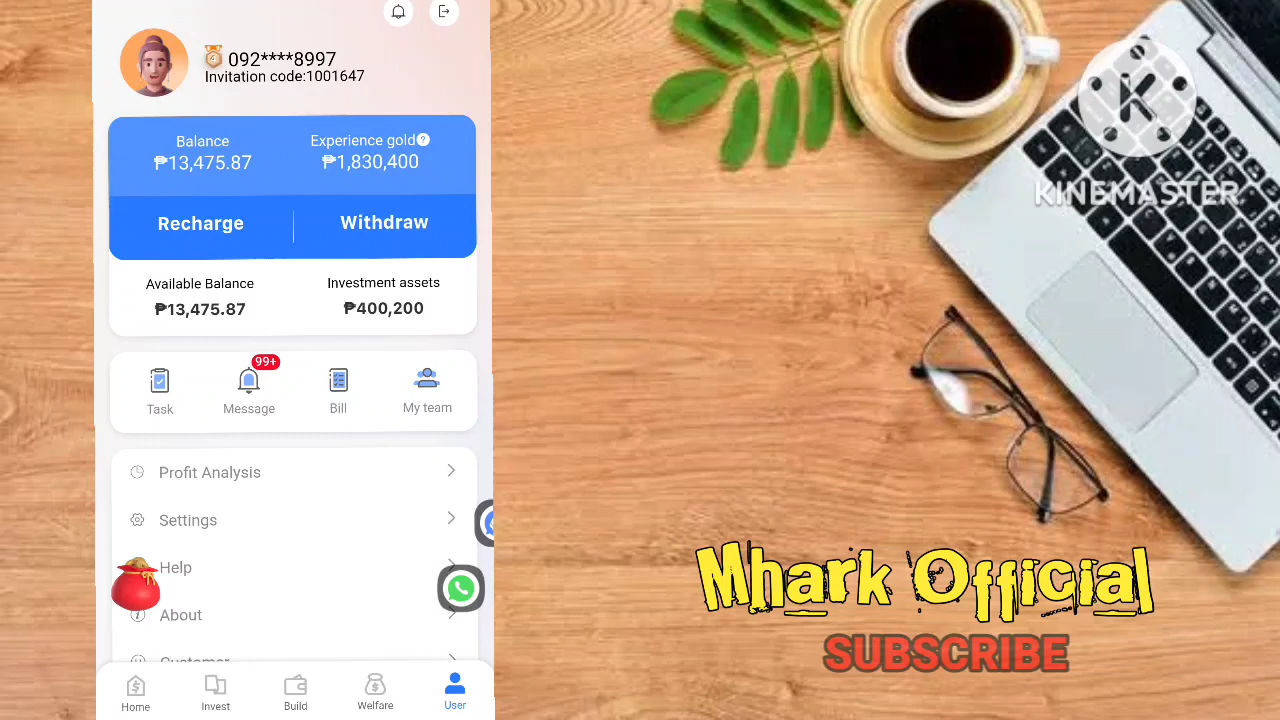 092****8997
Invitation code:1001647
Balance
Experience gold?
₱13,475.87
₱1,830,400
Recharge
Withdraw
Available Balance
Investment assets
₱13,475.87
₱400,200
99+
Task
Message
Bill
My team
Profit Analysis
Settings
Help
About
Customer
Home
Invest
Build
Welfare
User
K
KINEMASTER
Mhark Official
SUBSCRIBE